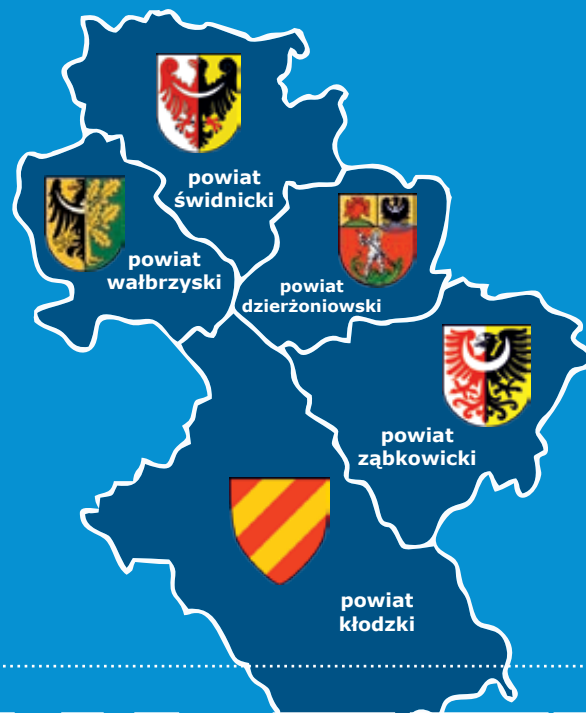 powiat
świdnicki
powiat
wałbrzyski
powiat
dzierżoniowski
powiat
ząbkowicki
powiat
kłodzki